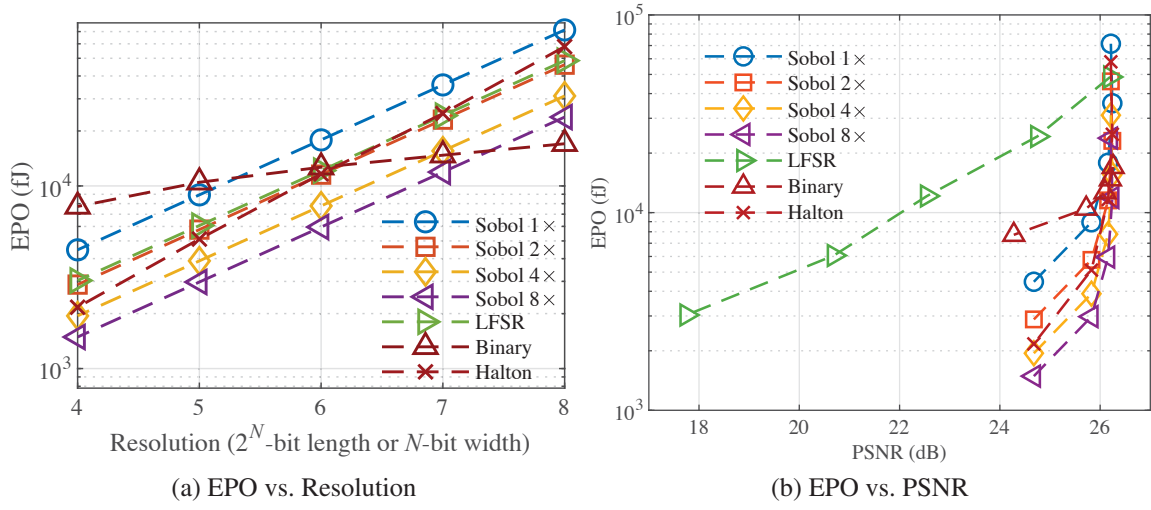 EPO (fJ)
10^4
10^3
4
5
6
7
8
Sobol 1×
Sobol 2×
Sobol 4×
Sobol 8×
LFSR
Binary
Halton
Resolution (2^N-bit length or N-bit width)
(a) EPO vs. Resolution
EPO (fJ)
10^5
10^4
10^3
18
20
22
24
26
Sobol 1×
Sobol 2×
Sobol 4×
Sobol 8×
LFSR
Binary
Halton
PSNR (dB)
(b) EPO vs. PSNR